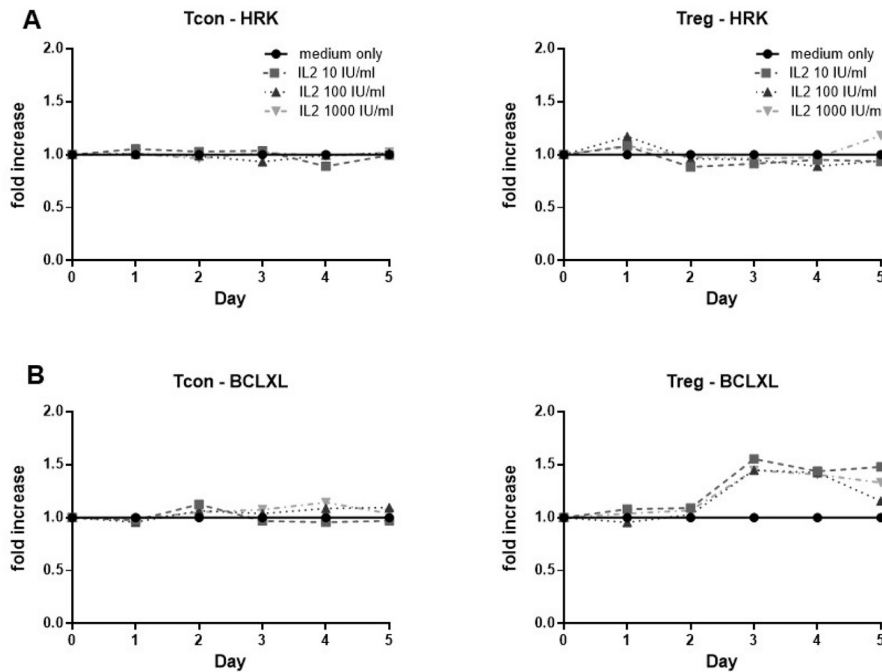 A
Tcon - HRK
2.0
1.5
1.0
0.5
0.0
fold increase
0 1 2 3 4 5
Day
medium only
IL2 10 IU/ml
IL2 100 IU/ml
IL2 1000 IU/ml
Treg - HRK
2.0
1.5
1.0
0.5
0.0
fold increase
0 1 2 3 4 5
Day
medium only
IL2 10 IU/ml
IL2 100 IU/ml
IL2 1000 IU/m
B
Tcon - BCLXL
2.0
1.5
1.0
0.5
0.0
fold increase
0 1 2 3 4 5
Day
Treg - BCLXL
2.0
1.5
1.0
0.5
0.0
fold increase
0 1 2 3 4 5
Day